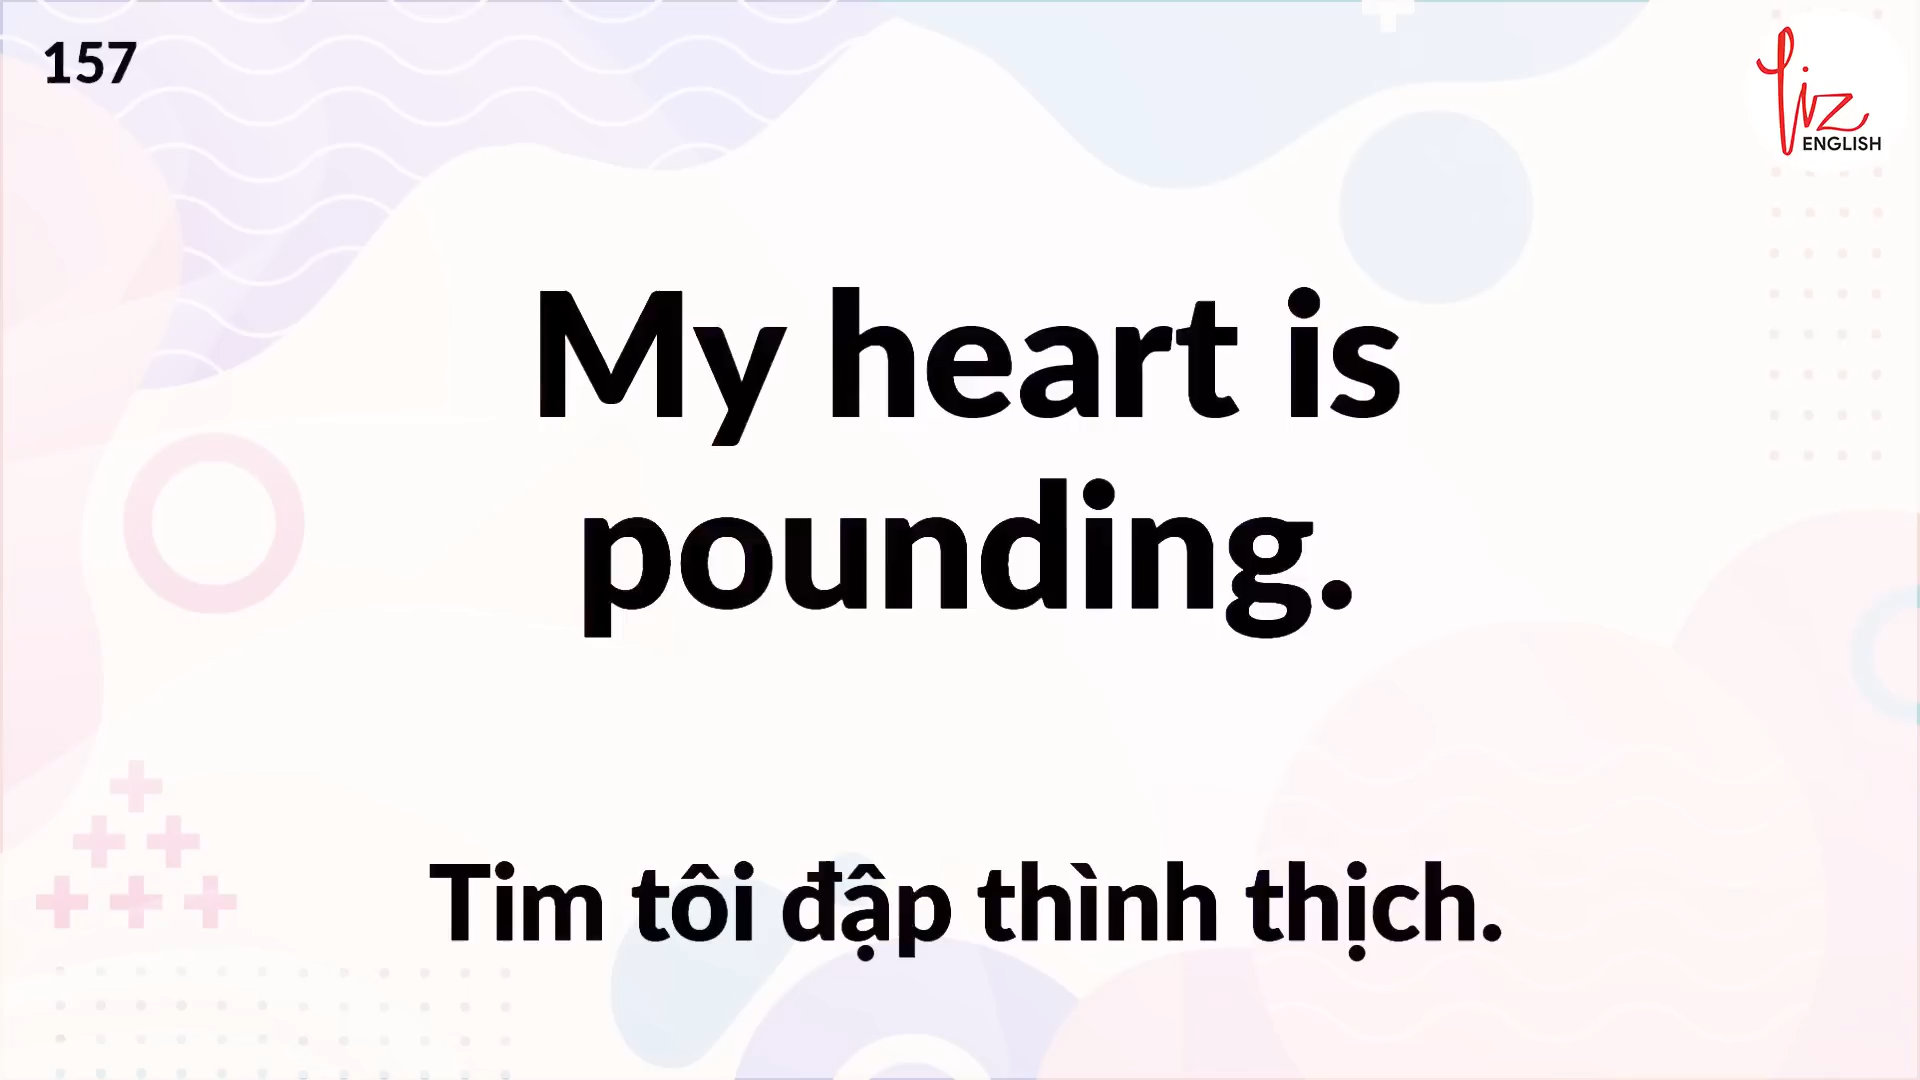 157
Liz
ENGLISH
My heart is
pounding.
Tim tôi đập thình thịch.